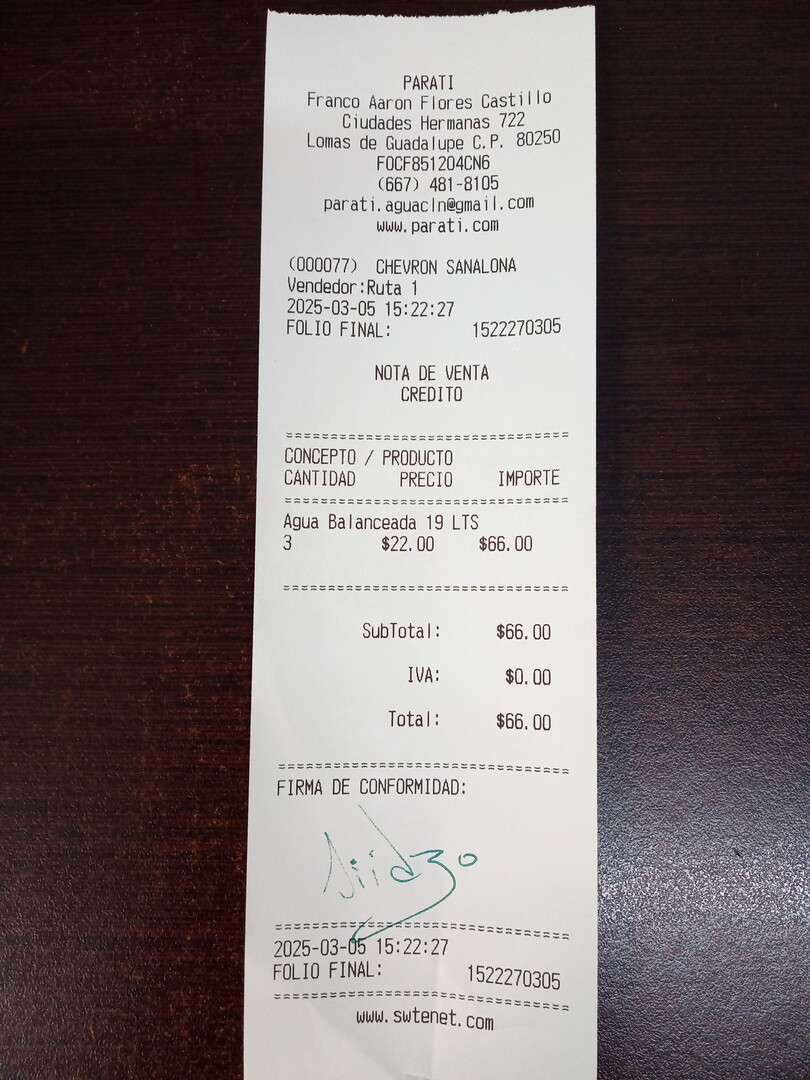 PARATI
Franco Aaron Flores Castillo
Ciudades Hermanas 722
Lomas de Guadalupe C.P. 80250
FOCF851204CN6
(667) 481-8105
parati.aguacln@gmail.com
www.parati.com
(000077) CHEVRON SANALONA
Vendedor:Ruta 1
2025-03-05 15:22:27
FOLIO FINAL: 1522270305
NOTA DE VENTA
CREDITO
CONCEPTO / PRODUCTO
CANTIDAD PRECIO IMPORTE
Agua Balanceada 19 LTS
3 $22.00 $66.00
SubTotal: $66.00
IVA: $0.00
Total: $66.00
FIRMA DE CONFORMIDAD:
2025-03-05 15:22:27
FOLIO FINAL: 1522270305
www.swtenet.com